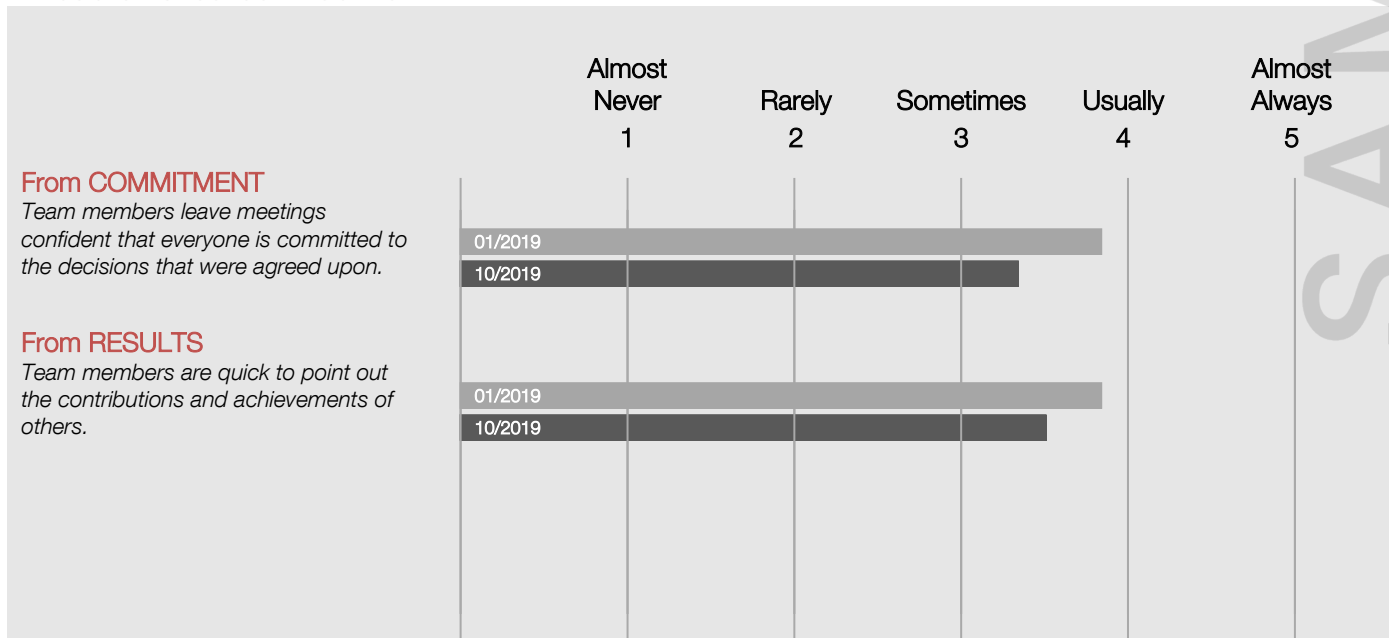 Almost
Never
Rarely
Sometimes
Usually
Almost
Always
1
2
3
4
5
From COMMITMENT
Team members leave meetings
confident that everyone is committed to
the decisions that were agreed upon.
01/2019
10/2019
From RESULTS
Team members are quick to point out
the contributions and achievements of
others.
01/2019
10/2019
SA